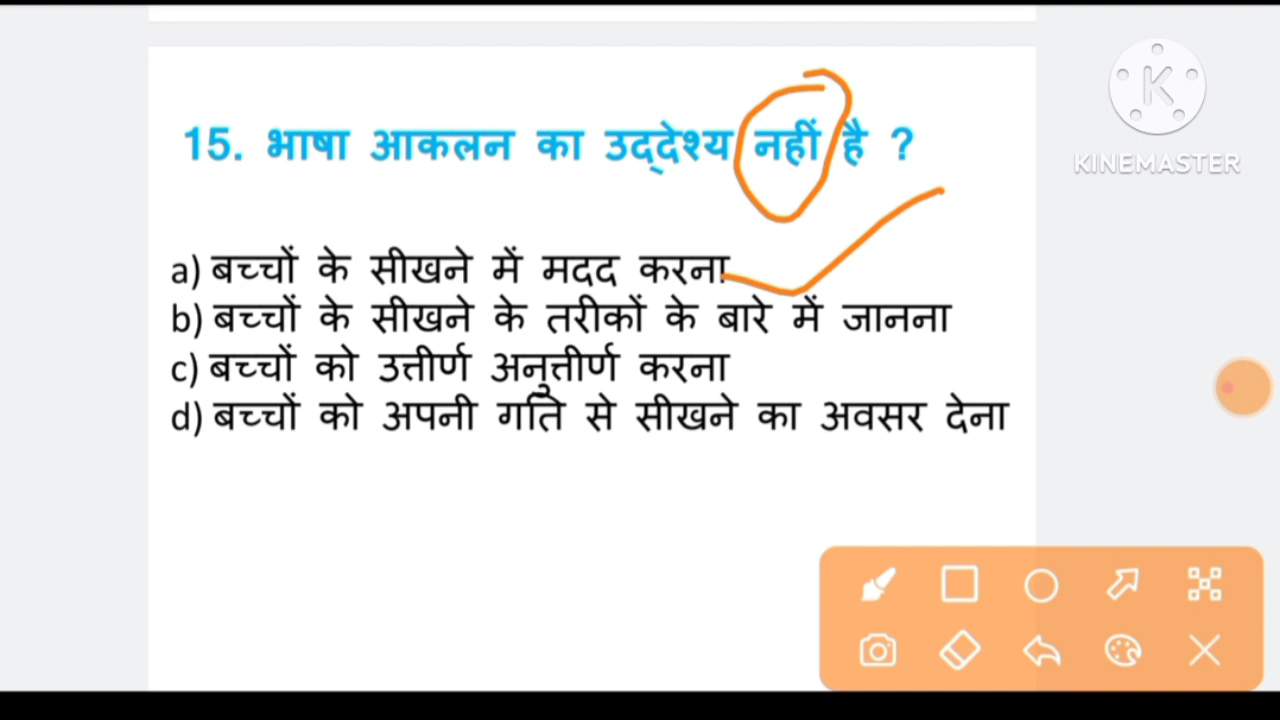 15. भाषा आकलन का उद्देश्य नहीं है ?
a) बच्चों के सीखने में मदद करना
b) बच्चों के सीखने के तरीकों के बारे में जानना
c) बच्चों को उत्तीर्ण अनुत्तीर्ण करना
d) बच्चों को अपनी गति से सीखने का अवसर देना
K
KINEMASTER